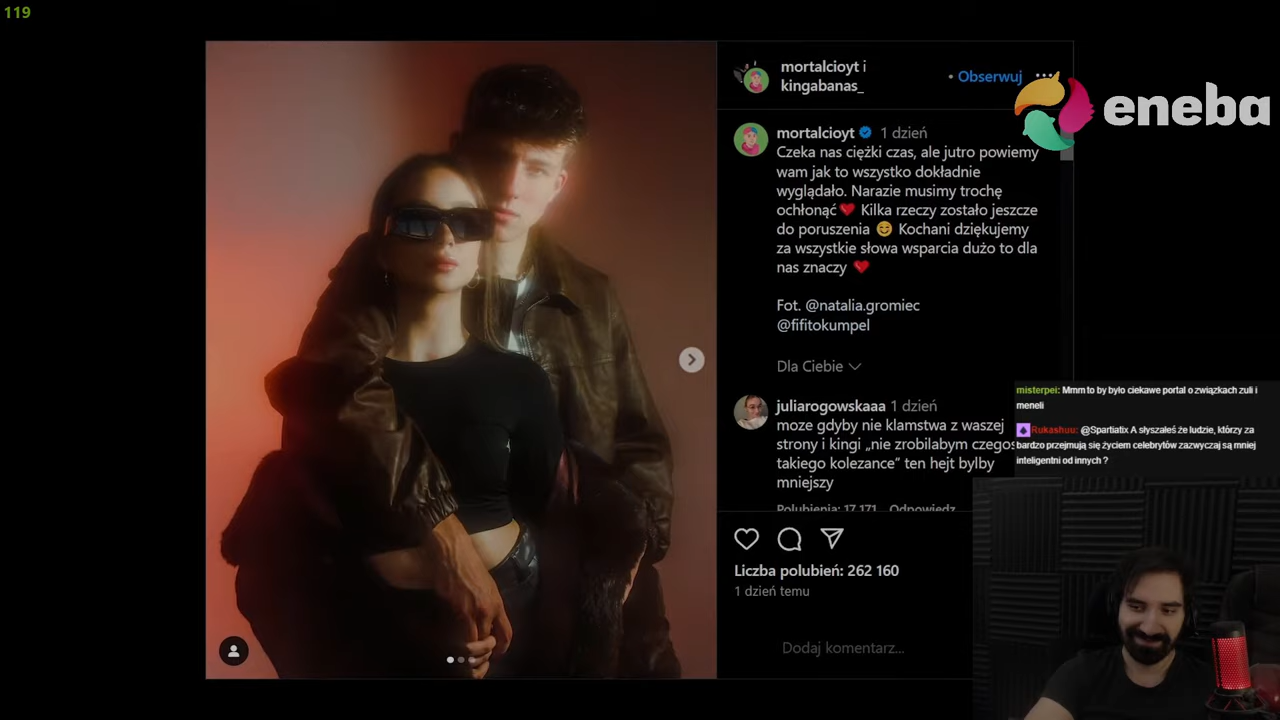 119
mortalcioyt i
kingabanas_
• Obserwuj
eneba
mortalcioyt 1 dzień
Czeka nas ciężki czas, ale jutro powiemy
wam jak to wszystko dokładnie
wyglądało. Narazie musimy trochę
ochłonąć❤️ Kilka rzeczy zostało jeszcze
do poruszenia 😊 Kochani dziękujemy
za wszystkie słowa wsparcia dużo to dla
nas znaczy ❤️
Fot. @natalia.gromiec
@fifitokumpel
Dla Ciebie
juliarogowskaaa 1 dzień
moze gdyby nie klamstwa z waszej
strony i kingi „nie zrobilabym czegos
takiego kolezance” ten hejt bylby
mniejszy
Polubienia: 17 171 Odpowiedz
misterpei: Mmm to by było ciekawe portal o związkach zuli i
meneli
Rukashuu: @Spartiatix A słyszałeś że ludzie, którzy za
bardzo przejmują się życiem celebrytów zazwyczaj są mniej
inteligentni od innych ?
Liczba polubień: 262 160
1 dzień temu
Dodaj komentarz...